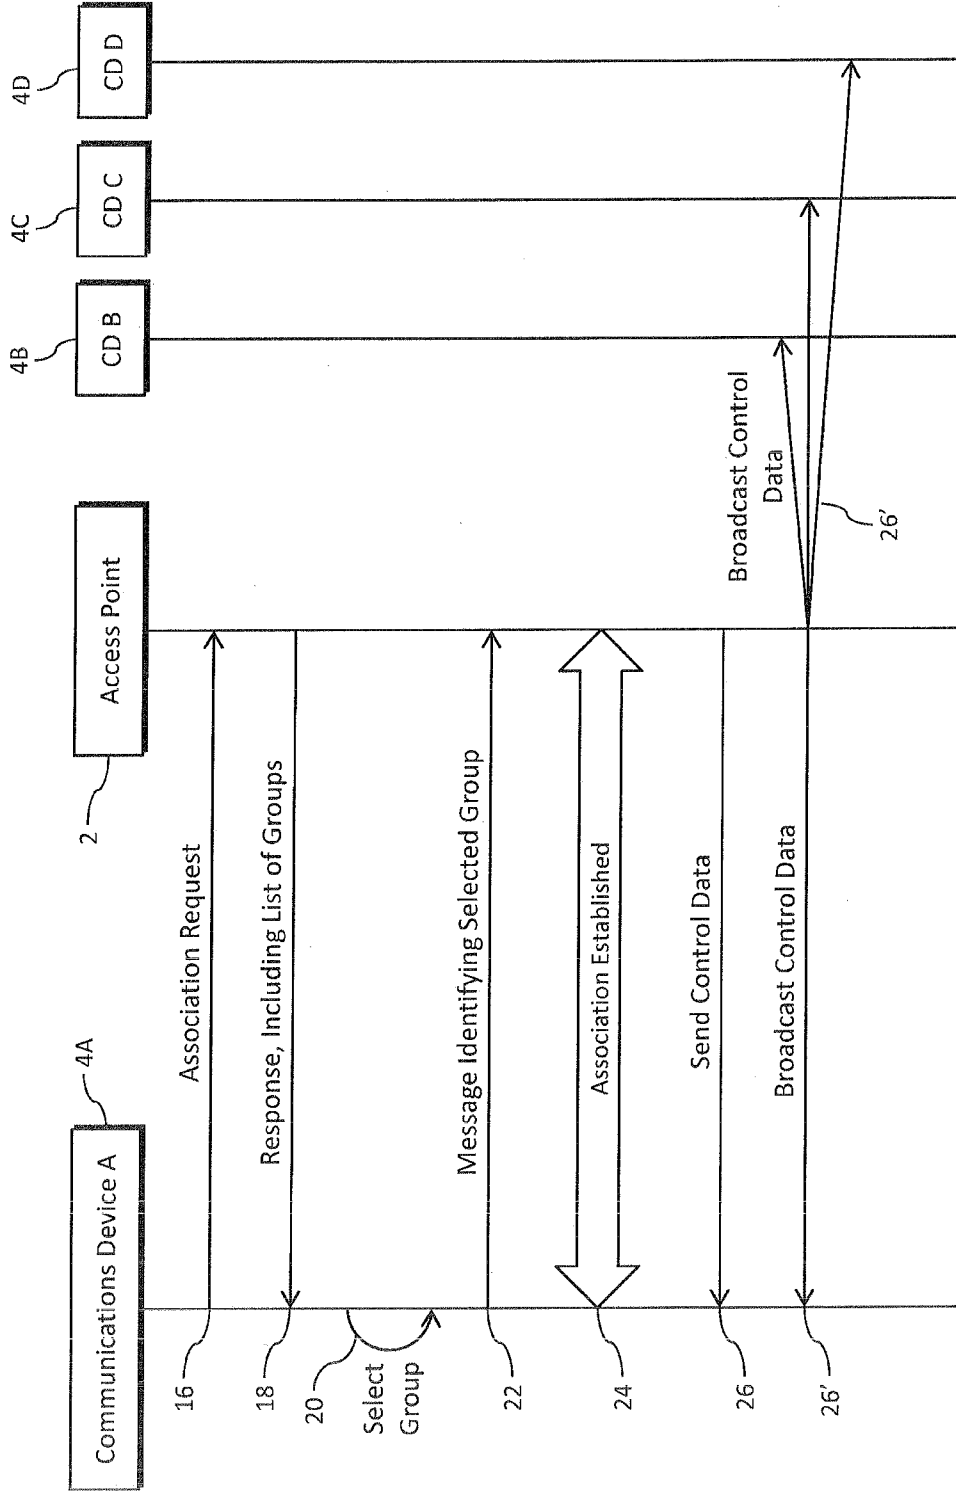 Communications Device A
4A
Access Point
2
CD B
4B
CD C
4C
CD D
4D
16
Association Request
18
Response, Including List of Groups
20
Select
Group
22
Message Identifying Selected Group
24
Association Established
26
Send Control Data
26'
Broadcast Control Data
Broadcast Control
Data
26'